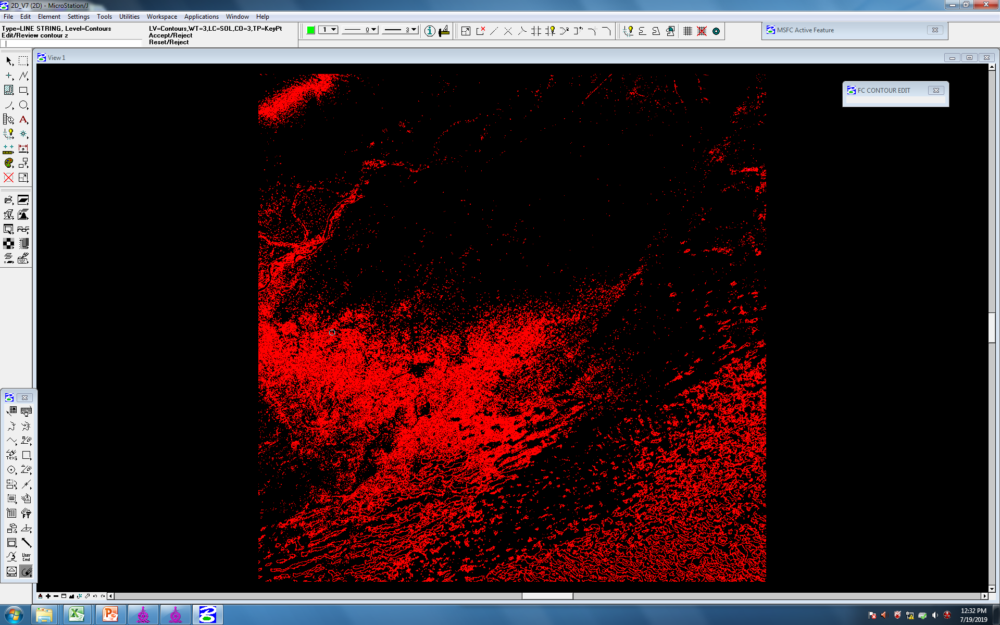 2D_V7 (2D) - MicroStation/J
File Edit Element Settings Tools Utilities Workspace Applications Window Help
Type=LINE STRING, Level=Contours LV=Contours,WT=3,LC=SOL,CO=3,TP=KeyPt
Edit/Review contour z Accept/Reject
Reset/Reject
1 0 3
MSFC Active Feature
View 1
FC CONTOUR EDIT
A
Text
FT
User
Cmd
12:32 PM
7/19/2019